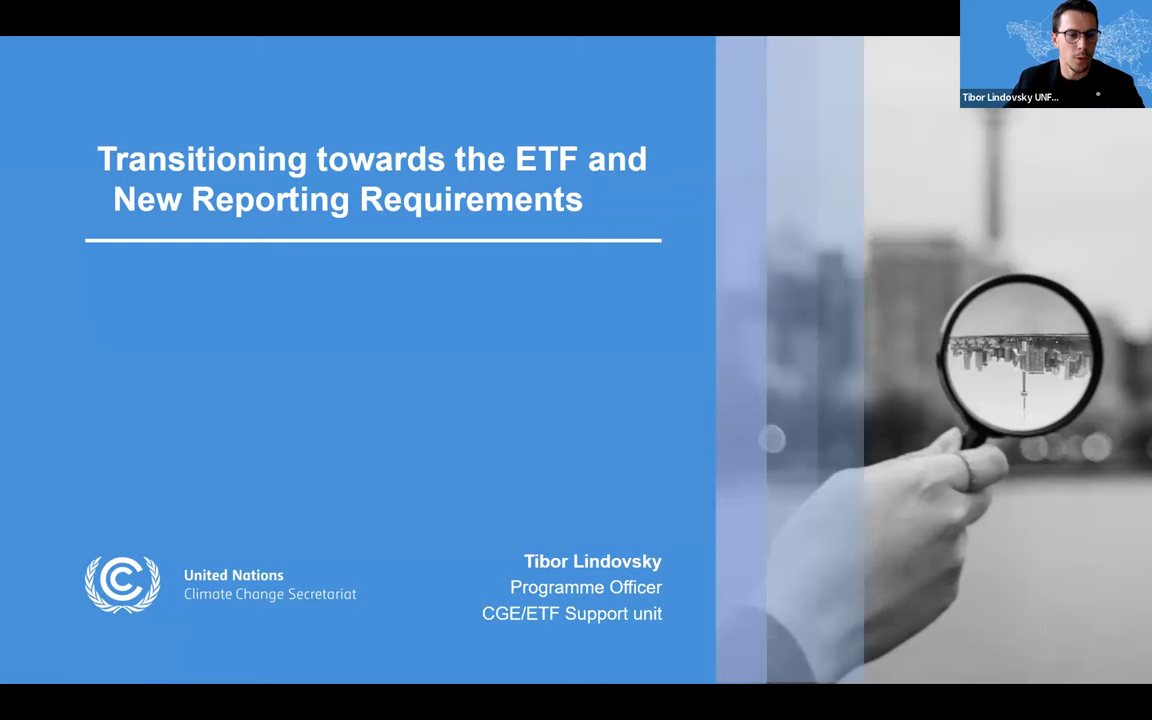 Tibor Lindovsky UNF...
Transitioning towards the ETF and
New Reporting Requirements
United Nations
Climate Change Secretariat
Tibor Lindovsky
Programme Officer
CGE/ETF Support unit